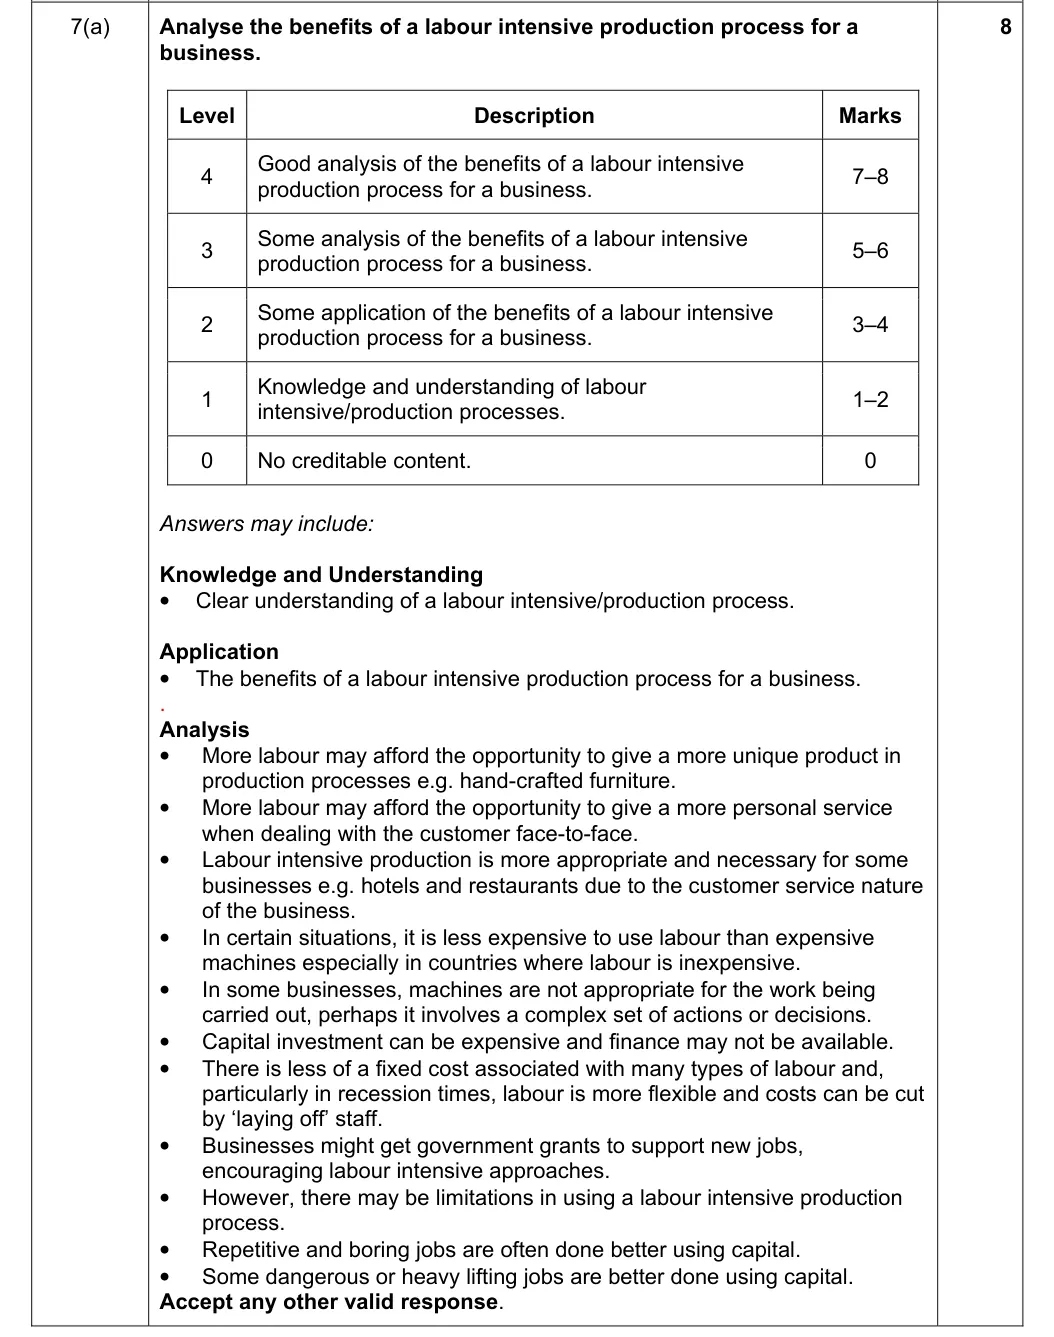 7(a)
Analyse the benefits of a labour intensive production process for a
business.
8
Level Description Marks
4 Good analysis of the benefits of a labour intensive
production process for a business. 7–8
3 Some analysis of the benefits of a labour intensive
production process for a business. 5–6
2 Some application of the benefits of a labour intensive
production process for a business. 3–4
1 Knowledge and understanding of labour
intensive/production processes. 1–2
0 No creditable content. 0
Answers may include:
Knowledge and Understanding
• Clear understanding of a labour intensive/production process.
Application
• The benefits of a labour intensive production process for a business.
.
Analysis
• More labour may afford the opportunity to give a more unique product in
production processes e.g. hand-crafted furniture.
• More labour may afford the opportunity to give a more personal service
when dealing with the customer face-to-face.
• Labour intensive production is more appropriate and necessary for some
businesses e.g. hotels and restaurants due to the customer service nature
of the business.
• In certain situations, it is less expensive to use labour than expensive
machines especially in countries where labour is inexpensive.
• In some businesses, machines are not appropriate for the work being
carried out, perhaps it involves a complex set of actions or decisions.
• Capital investment can be expensive and finance may not be available.
• There is less of a fixed cost associated with many types of labour and,
particularly in recession times, labour is more flexible and costs can be cut
by ‘laying off’ staff.
• Businesses might get government grants to support new jobs,
encouraging labour intensive approaches.
• However, there may be limitations in using a labour intensive production
process.
• Repetitive and boring jobs are often done better using capital.
• Some dangerous or heavy lifting jobs are better done using capital.
Accept any other valid response.